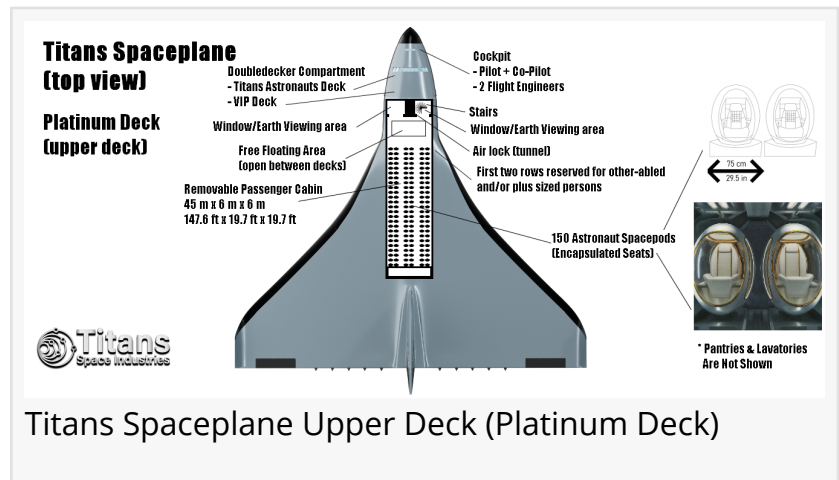 Titans Spaceplane
(top view)
Platinum Deck
(upper deck)
Doubledecker Compartment
- Titans Astronauts Deck
- VIP Deck
Window/Earth Viewing area
Free Floating Area
(open between decks)
Removable Passenger Cabin
45 m x 6 m x 6 m
147.6 ft x 19.7 ft x 19.7 ft
Cockpit
- Pilot + Co-Pilot
- 2 Flight Engineers
Stairs
Window/Earth Viewing area
Air lock (tunnel)
First two rows reserved for other-abled
and/or plus sized persons
150 Astronaut Spacepods
(Encapsulated Seats)
75 cm
29.5 in
* Pantries & Lavatories
Are Not Shown
Titans
Space Industries
Titans Spaceplane Upper Deck (Platinum Deck)